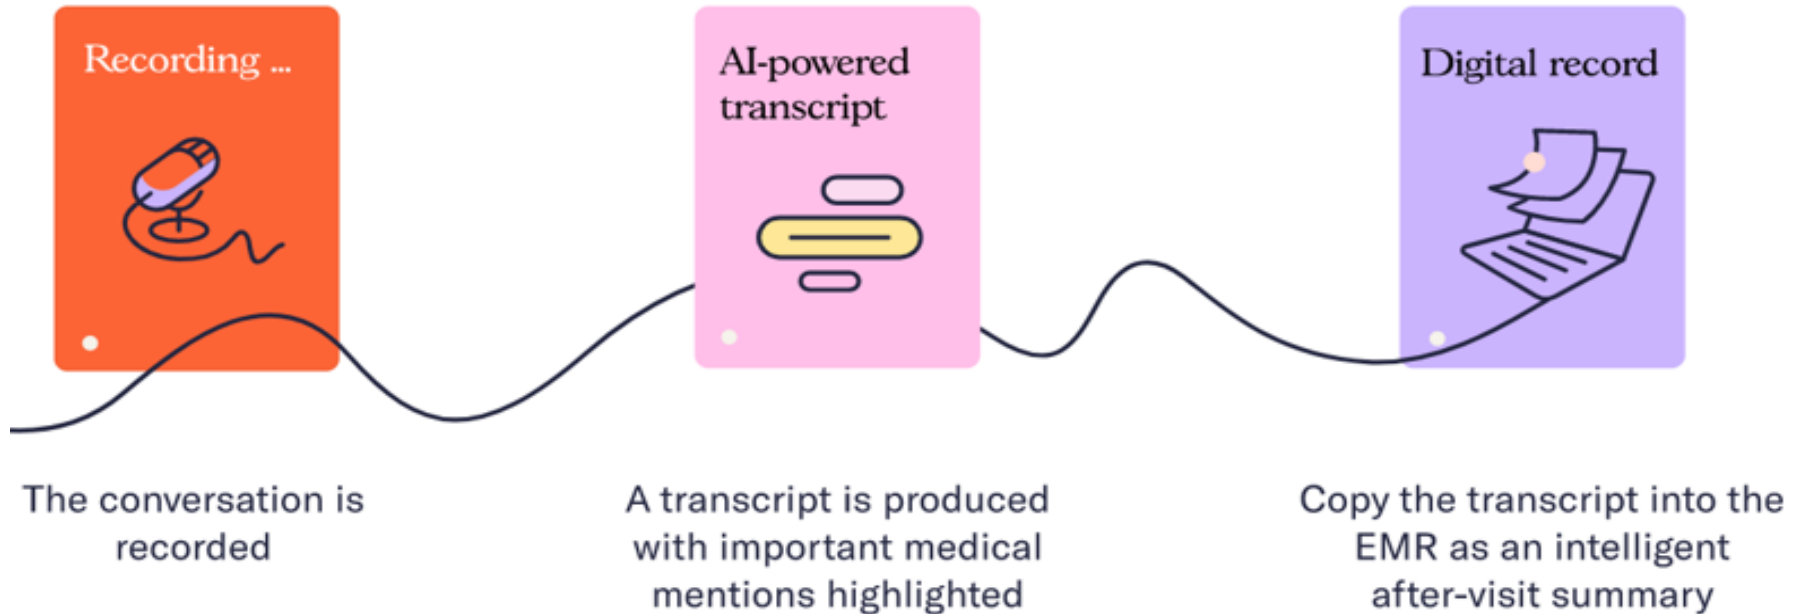 Recording ...
AI-powered
transcript
Digital record
The conversation is
recorded
A transcript is produced
with important medical
mentions highlighted
Copy the transcript into the
EMR as an intelligent
after-visit summary